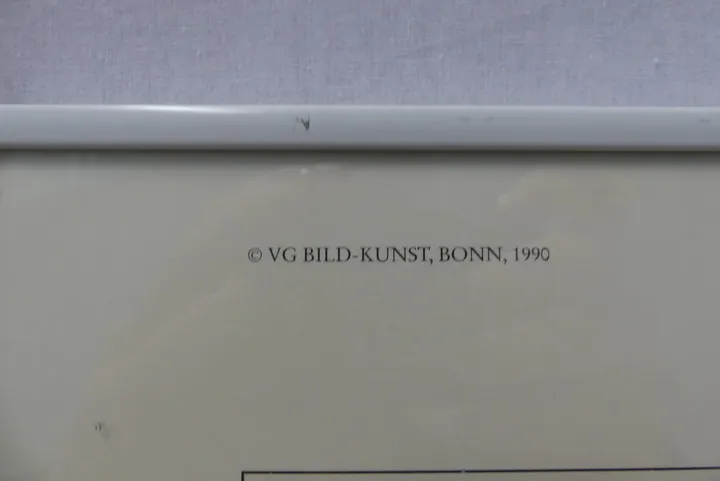 © VG BILD-KUNST, BONN, 1990